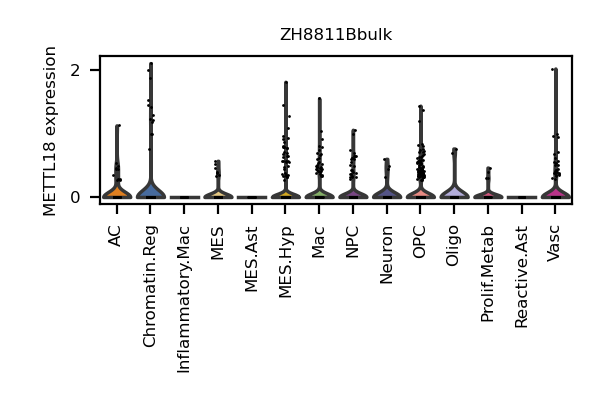 ZH8811Bbulk
METTL18 expression
2
0
AC
Chromatin.Reg
Inflammatory.Mac
MES
MES.Ast
MES.Hyp
Mac
NPC
Neuron
OPC
Oligo
Prolif.Metab
Reactive.Ast
Vasc